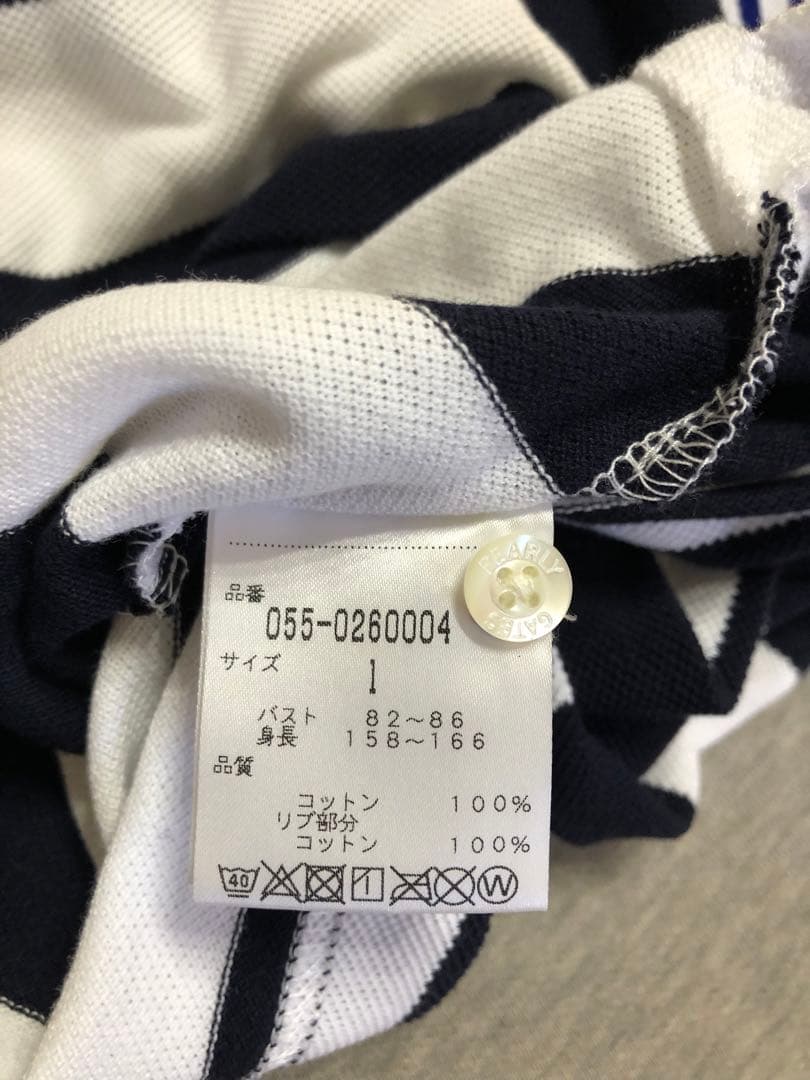 PEARLY
GATES
品番
055-0260004
サイズ
1
バスト 82～86
身長 158～166
品質
コットン 100%
リブ部分
コットン 100%
40
W